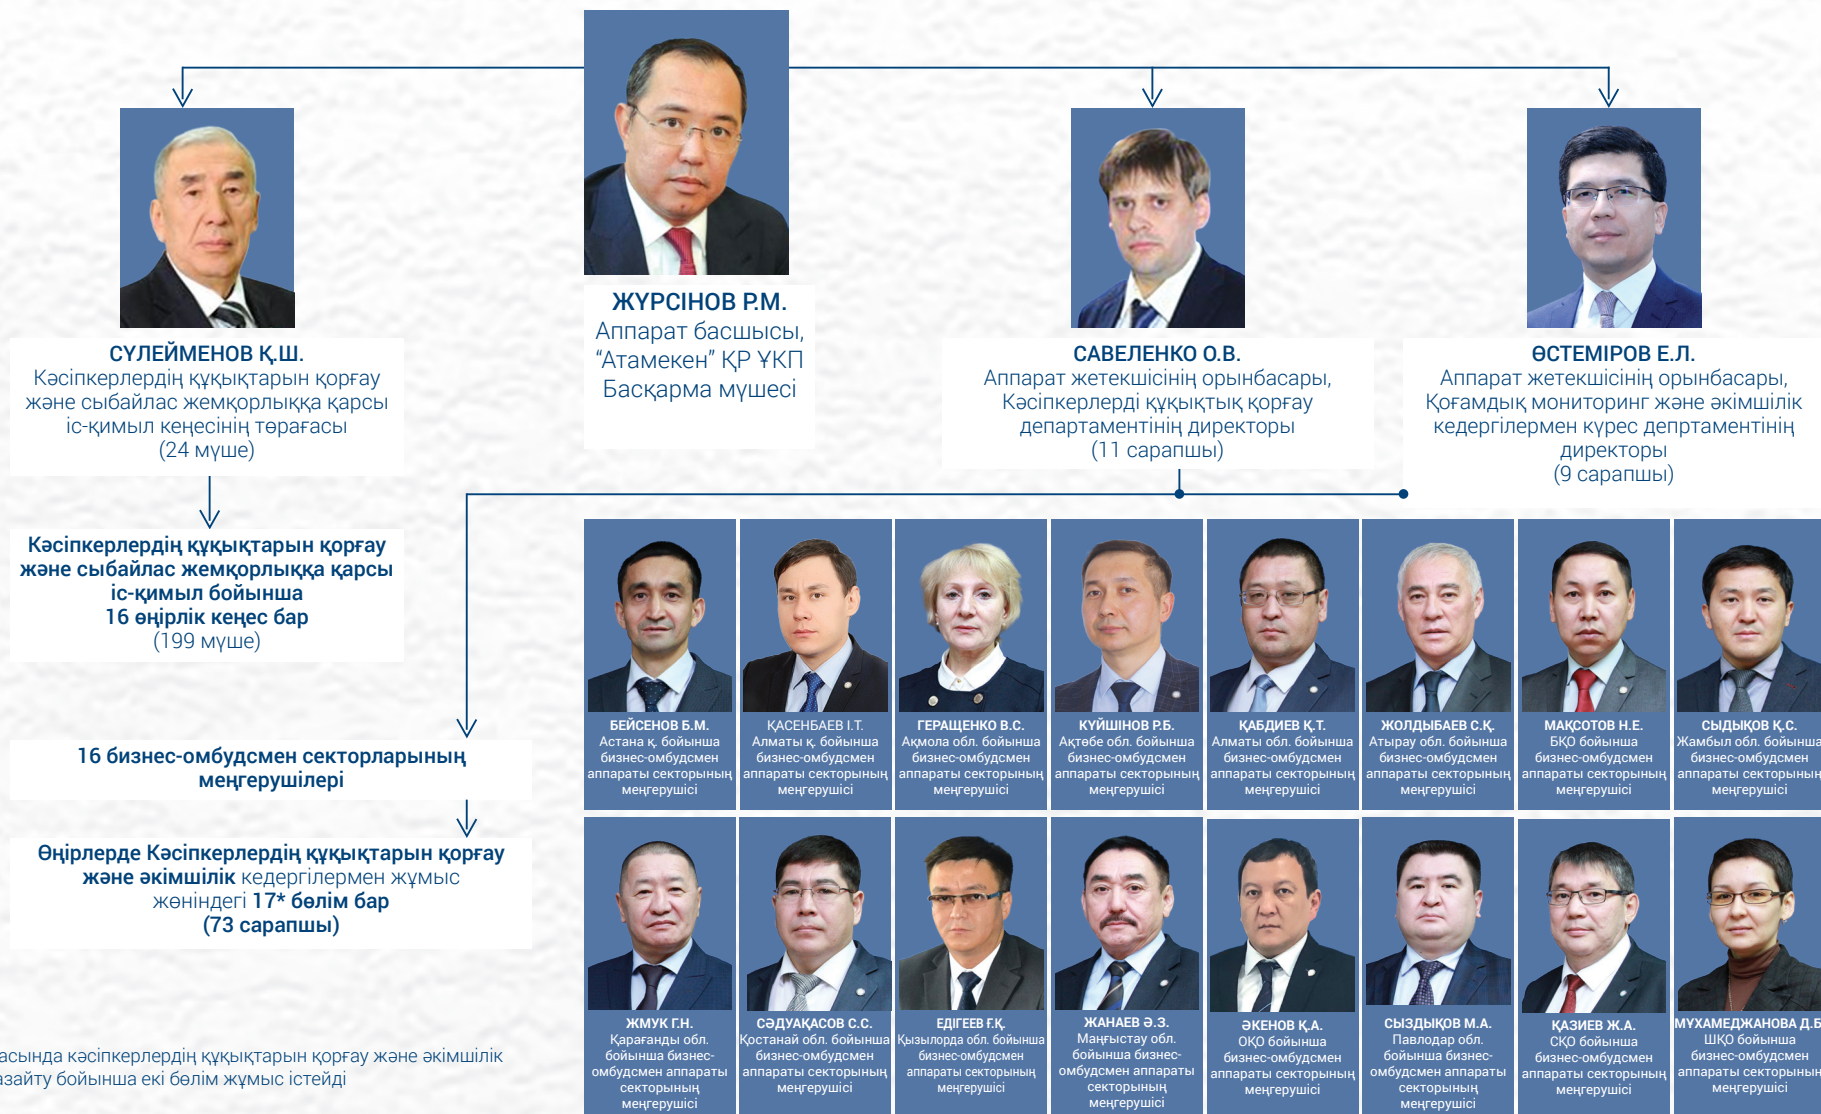 ЖҮРСІНОВ Р.М.
Аппарат басшысы,
“Атамекен” ҚР ҰКП
Басқарма мүшесі
СҮЛЕЙМЕНОВ Қ.Ш.
Кәсіпкерлердің құқықтарын қорғау
және сыбайлас жемқорлыққа қарсы
іс-қимыл кеңесінің төрағасы
(24 мүше)
САВЕЛЕНКО О.В.
Аппарат жетекшісінің орынбасары,
Кәсіпкерлерді құқықтық қорғау
департаментінің директоры
(11 сарапшы)
ӨСТЕМІРОВ Е.Л.
Аппарат жетекшісінің орынбасары,
Қоғамдық мониторинг және әкімшілік
кедергілермен күрес депртаментінің
директоры
(9 сарапшы)
Кәсіпкерлердің құқықтарын қорғау
және сыбайлас жемқорлыққа қарсы
іс-қимыл бойынша
16 өңірлік кеңес бар
(199 мүше)
16 бизнес-омбудсмен секторларының
меңгерушілері
Өңірлерде Кәсіпкерлердің құқықтарын қорғау
және әкімшілік кедергілермен жұмыс
жөніндегі 17* бөлім бар
(73 сарапшы)
БЕЙСЕНОВ Б.М.
Астана қ. бойынша
бизнес-омбудсмен
аппараты секторының
меңгерушісі
ҚАСЕНБАЕВ І.Т.
Алматы қ. бойынша
бизнес-омбудсмен
аппараты секторының
меңгерушісі
ГЕРАЩЕНКО В.С.
Ақмола обл. бойынша
бизнес-омбудсмен
аппараты секторының
меңгерушісі
КҮЙШІНОВ Р.Б.
Ақтөбе обл. бойынша
бизнес-омбудсмен
аппараты секторының
меңгерушісі
ҚАБДИЕВ Қ.Т.
Алматы обл. бойынша
бизнес-омбудсмен
аппараты секторының
меңгерушісі
ЖОЛДЫБАЕВ С.Қ.
Атырау обл. бойынша
бизнес-омбудсмен
аппараты секторының
меңгерушісі
МАҚСОТОВ Н.Е.
БҚО бойынша
бизнес-омбудсмен
аппараты секторының
меңгерушісі
СЫДЫҚОВ Қ.С.
Жамбыл обл. бойынша
бизнес-омбудсмен
аппараты секторының
меңгерушісі
ЖМУК Г.Н.
Қарағанды обл.
бойынша бизнес-
омбудсмен аппараты
секторының
меңгерушісі
СӘДУАҚАСОВ С.С.
Қостанай обл. бойынша
бизнес-омбудсмен
аппараты секторының
меңгерушісі
ЕДІГЕЕВ Ғ.Қ.
Қызылорда обл. бойынша
бизнес-омбудсмен
аппараты секторының
меңгерушісі
ЖАНАЕВ Ә.З.
Маңғыстау обл.
бойынша бизнес-
омбудсмен аппараты
секторының
меңгерушісі
ӘКЕНОВ Қ.А.
ОҚО бойынша
бизнес-омбудсмен
аппараты секторының
меңгерушісі
СЫЗДЫҚОВ М.А.
Павлодар обл.
бойынша бизнес-
омбудсмен аппараты
секторының
меңгерушісі
ҚАЗИЕВ Ж.А.
СҚО бойынша
бизнес-омбудсмен
аппараты секторының
меңгерушісі
МҰХАМЕДЖАНОВА Д.Б
ШҚО бойынша
бизнес-омбудсмен
аппараты секторының
меңгерушісі
асында кәсіпкерлердің құқықтарын қорғау және әкімшілік
азайту бойынша екі бөлім жұмыс істейді